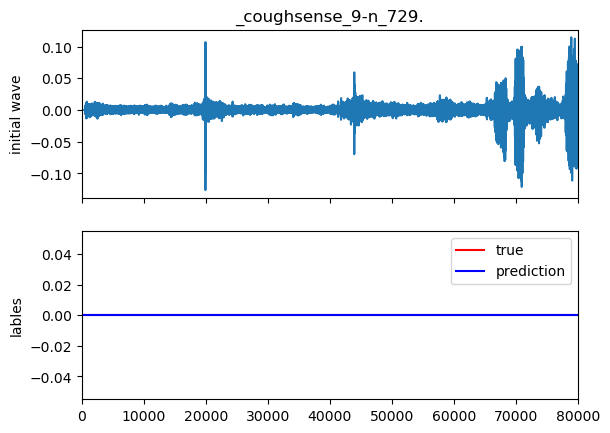 _coughsense_9-n_729.
initial wave
0.10
0.05
0.00
−0.05
−0.10
lables
0.04
0.02
0.00
−0.02
−0.04
true
prediction
0 10000 20000 30000 40000 50000 60000 70000 80000